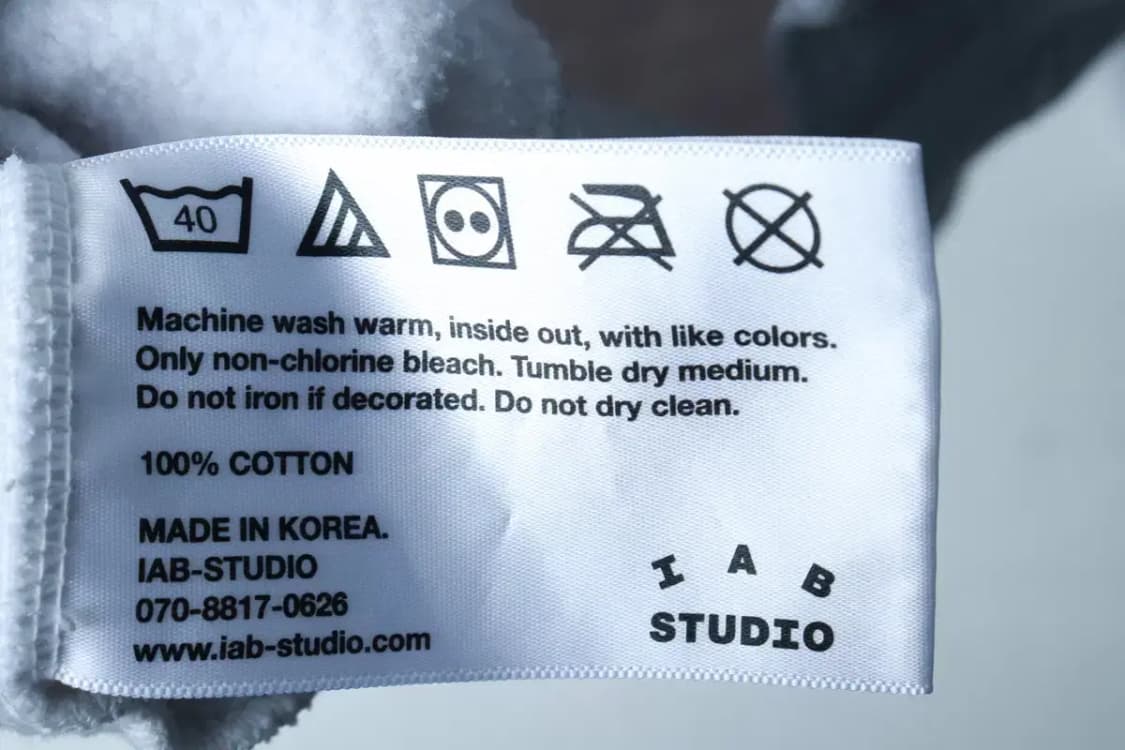 40
Machine wash warm, inside out, with like colors.
Only non-chlorine bleach. Tumble dry medium.
Do not iron if decorated. Do not dry clean.
100% COTTON
MADE IN KOREA.
IAB-STUDIO
070-8817-0626
www.iab-studio.com
I A B
STUDIO